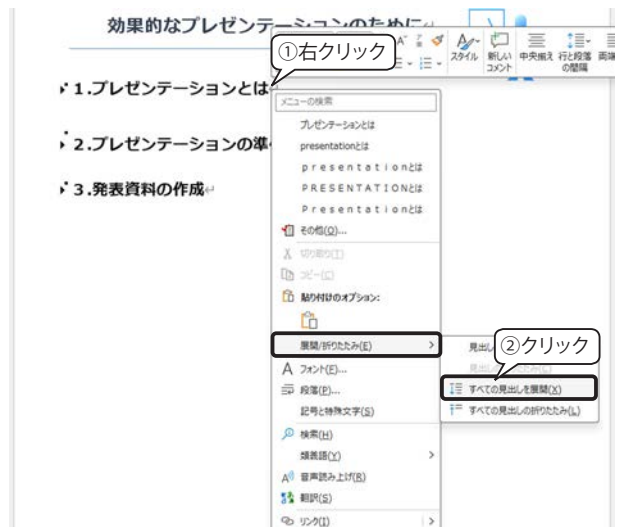 効果的なプレゼンテーションのために
①右クリック
スタイル
新しい
コメント
中央揃え
行と段落
の間隔
1.プレゼンテーションとは
2.プレゼンテーションの準
3.発表資料の作成
メニューの検索
プレゼンテーションとは
presentationとは
ｐｒｅｓｅｎｔａｔｉｏｎとは
ＰＲＥＳＥＮＴＡＴＩＯＮとは
Ｐｒｅｓｅｎｔａｔｉｏｎとは
その他(O)...
切り取り(T)
コピー(C)
貼り付けのオプション:
展開/折りたたみ(E)
②クリック
すべての見出しを展開(X)
すべての見出しの折りたたみ(L)
フォント(F)...
段落(P)...
記号と特殊文字(S)
検索(H)
類義語(Y)
音声読み上げ(R)
翻訳(S)
リンク(I)